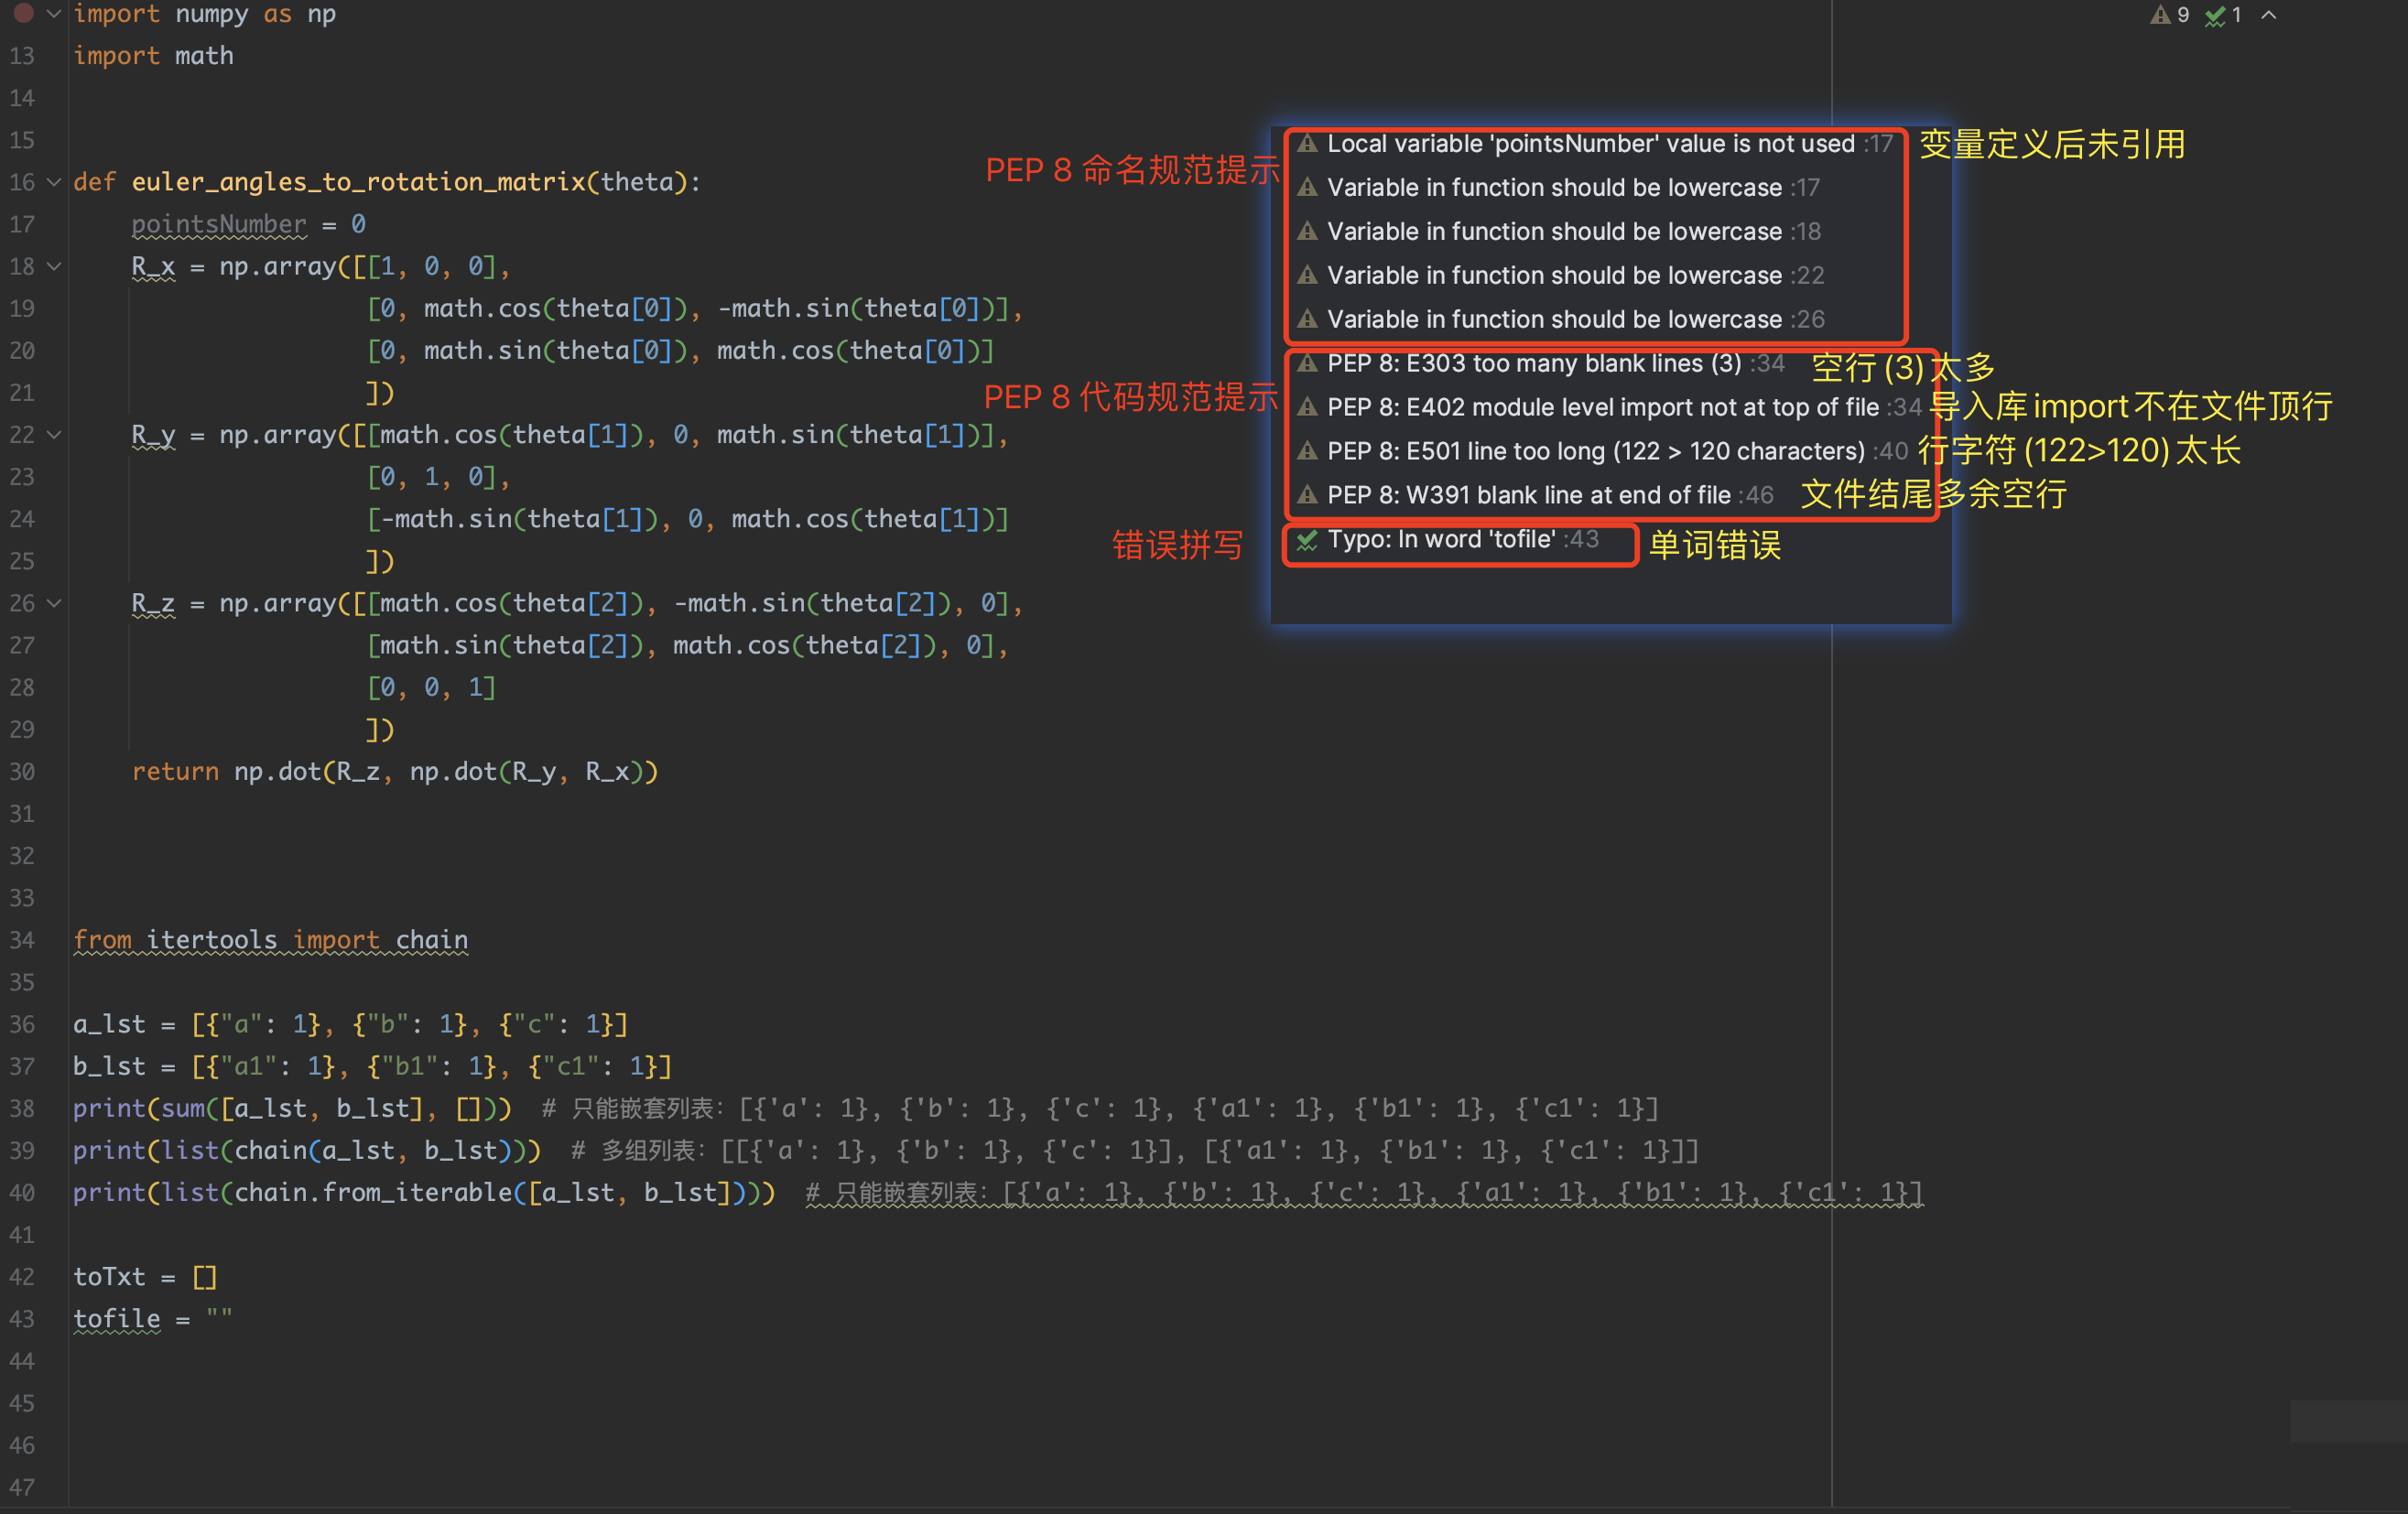 import numpy as np
9 1
13 import math
14
15
16 def euler_angles_to_rotation_matrix(theta):
17 pointsNumber = 0
18 R_x = np.array([[1, 0, 0],
19 [0, math.cos(theta[0]), -math.sin(theta[0])],
20 [0, math.sin(theta[0]), math.cos(theta[0])]
21 ])
22 R_y = np.array([[math.cos(theta[1]), 0, math.sin(theta[1])],
23 [0, 1, 0],
24 [-math.sin(theta[1]), 0, math.cos(theta[1])]
25 ])
26 R_z = np.array([[math.cos(theta[2]), -math.sin(theta[2]), 0],
27 [math.sin(theta[2]), math.cos(theta[2]), 0],
28 [0, 0, 1]
29 ])
30 return np.dot(R_z, np.dot(R_y, R_x))
31
32
33
34 from itertools import chain
35
36 a_lst = [{"a": 1}, {"b": 1}, {"c": 1}]
37 b_lst = [{"a1": 1}, {"b1": 1}, {"c1": 1}]
38 print(sum([a_lst, b_lst], [])) # 只能嵌套列表：[{'a': 1}, {'b': 1}, {'c': 1}, {'a1': 1}, {'b1': 1}, {'c1': 1}]
39 print(list(chain(a_lst, b_lst))) # 多组列表：[[{'a': 1}, {'b': 1}, {'c': 1}], [{'a1': 1}, {'b1': 1}, {'c1': 1}]]
40 print(list(chain.from_iterable([a_lst, b_lst]))) # 只能嵌套列表：[{'a': 1}, {'b': 1}, {'c': 1}, {'a1': 1}, {'b1': 1}, {'c1': 1}]
41
42 toTxt = []
43 tofile = ""
44
45
46
47
PEP 8 命名规范提示
Local variable 'pointsNumber' value is not used :17 变量定义后未引用
Variable in function should be lowercase :17
Variable in function should be lowercase :18
Variable in function should be lowercase :22
Variable in function should be lowercase :26
PEP 8 代码规范提示
PEP 8: E303 too many blank lines (3) :34 空行 (3) 太多
PEP 8: E402 module level import not at top of file :34 导入库 import 不在文件顶行
PEP 8: E501 line too long (122 > 120 characters) :40 行字符 (122>120) 太长
PEP 8: W391 blank line at end of file :46 文件结尾多余空行
错误拼写 Typo: In word 'tofile' :43 单词错误